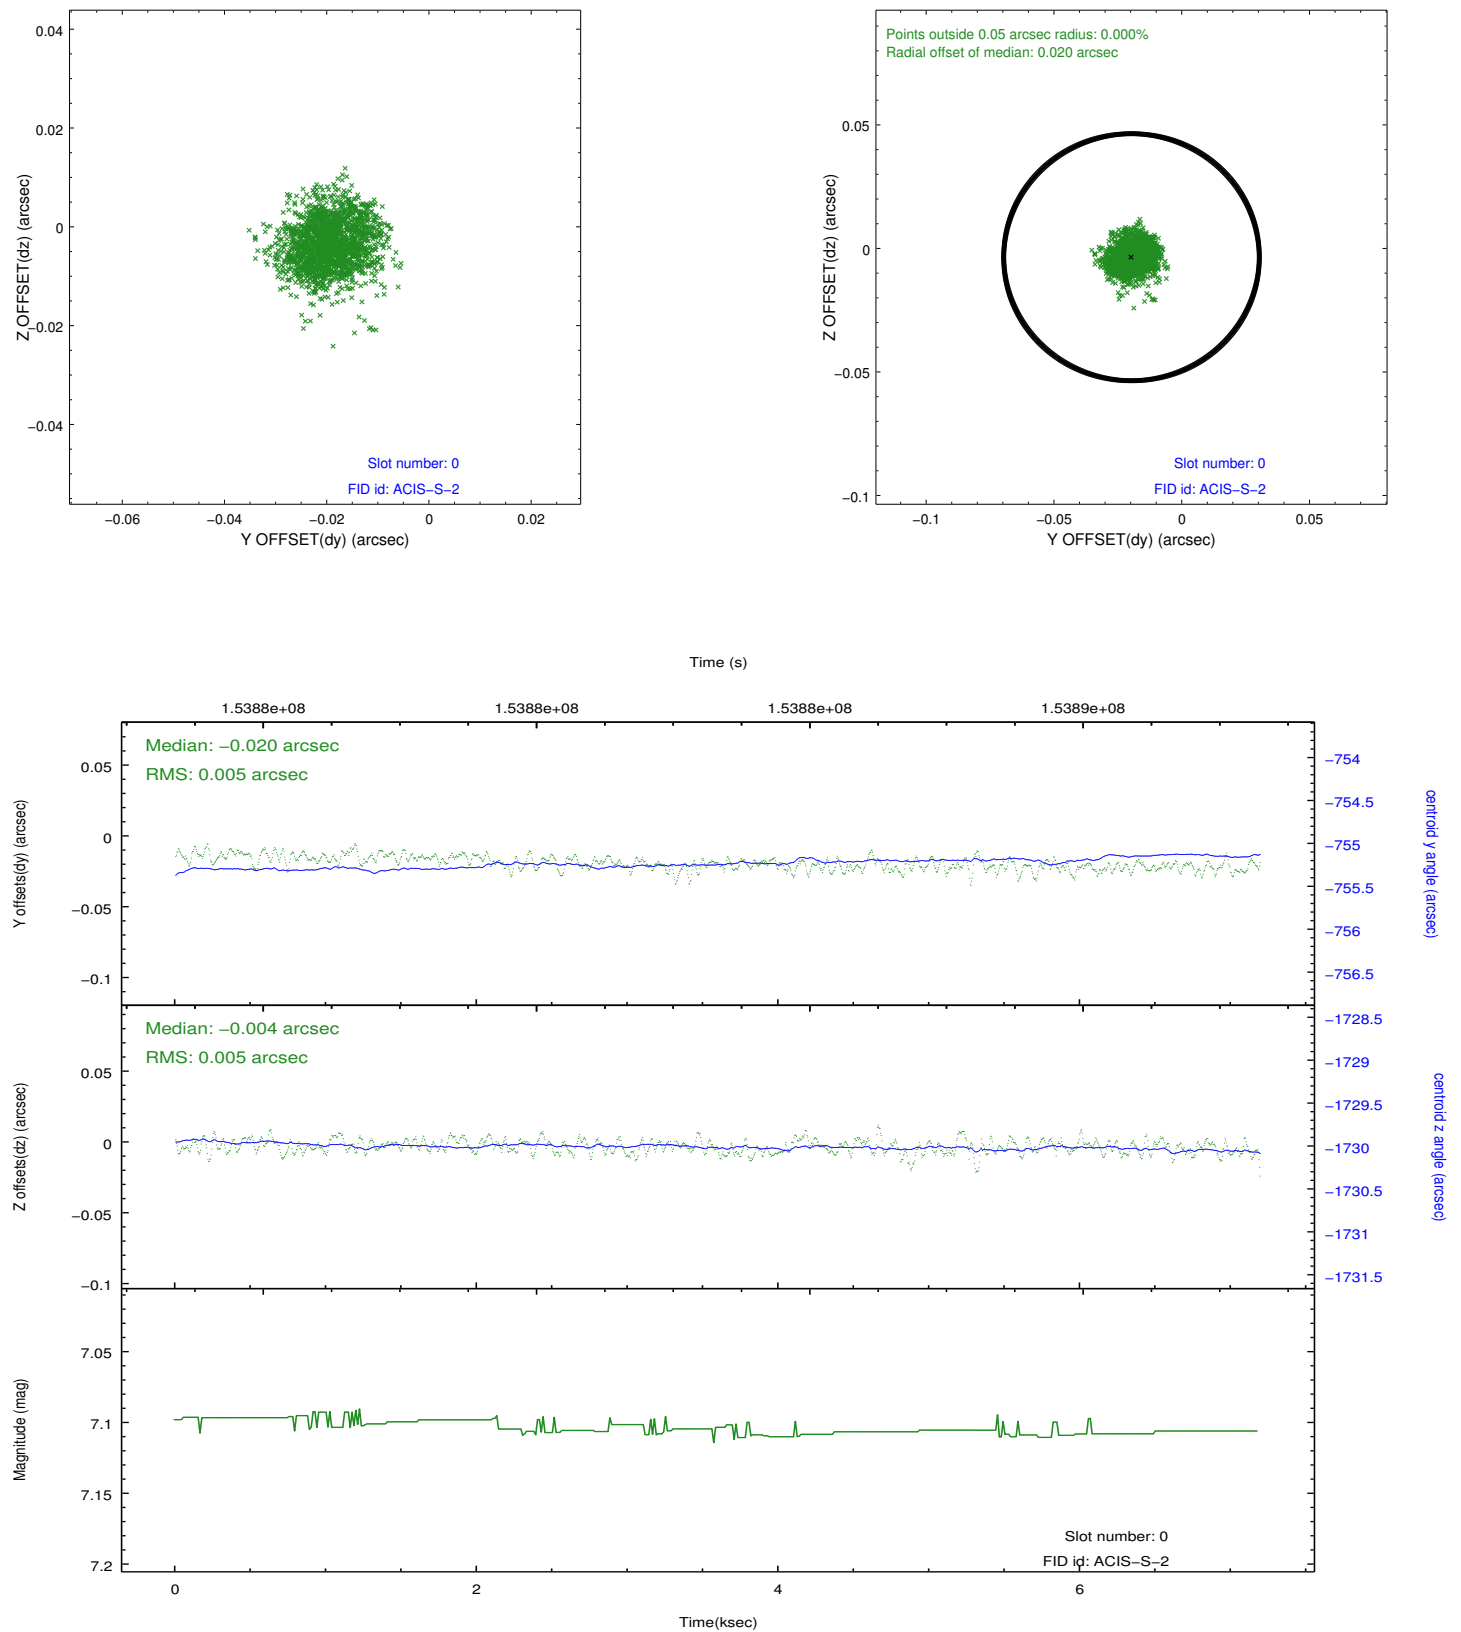 0.04
0.02
0
−0.02
−0.04
Z OFFSET(dz) (arcsec)
Slot number: 0
FID id: ACIS−S−2
−0.06
−0.04
−0.02
0
0.02
Y OFFSET(dy) (arcsec)
Points outside 0.05 arcsec radius: 0.000%
Radial offset of median: 0.020 arcsec
0.05
0
−0.05
−0.1
Z OFFSET(dz) (arcsec)
Slot number: 0
FID id: ACIS−S−2
−0.1
−0.05
0
0.05
Y OFFSET(dy) (arcsec)
Time (s)
1.5388e+08
1.5388e+08
1.5388e+08
1.5389e+08
Median: −0.020 arcsec
RMS: 0.005 arcsec
0.05
0
−0.05
−0.1
Y offsets(dy) (arcsec)
−754
−754.5
−755
−755.5
−756
−756.5
centroid y angle (arcsec)
Median: −0.004 arcsec
RMS: 0.005 arcsec
0.05
0
−0.05
−0.1
Z offsets(dz) (arcsec)
−1728.5
−1729
−1729.5
−1730
−1730.5
−1731
−1731.5
centroid z angle (arcsec)
7.05
7.1
7.15
7.2
Magnitude (mag)
Slot number: 0
FID id: ACIS−S−2
0
2
4
6
Time(ksec)